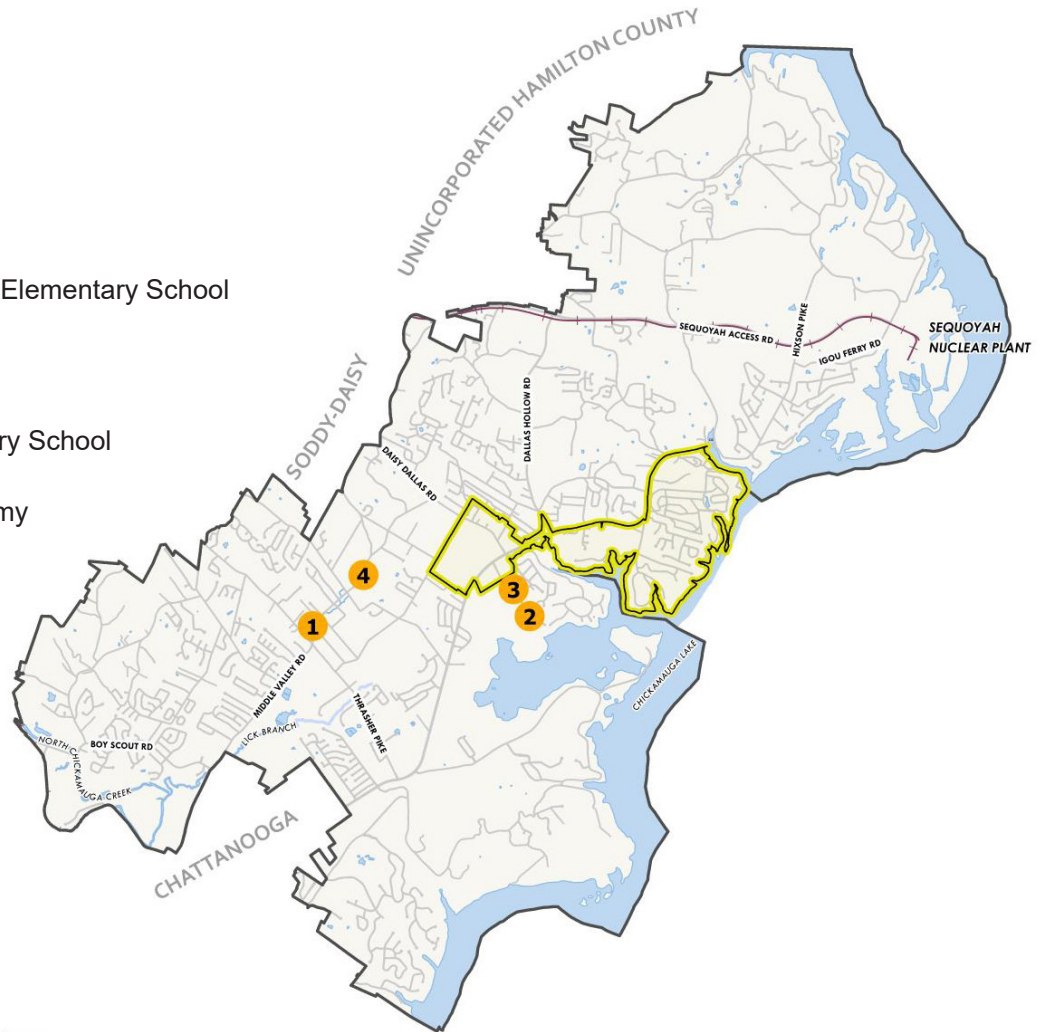 UNINCORPORATED HAMILTON COUNTY
Elementary School
SEQUOYAH ACCESS RD
HIXSON PIKE
SEQUOYAH
NUCLEAR PLANT
IGOU FERRY RD
SODDY-DAISY
DALLAS HOLLOW RD
ry School
DAISY DALLAS RD
my
4
3
2
1
MIDDLE VALLEY RD
CHICKAMAUGA LAKE
THRASHER PIKE
LICK-BRANCH
BOY SCOUT RD
NORTH CHICKAMAUGA CREEK
CHATTANOOGA